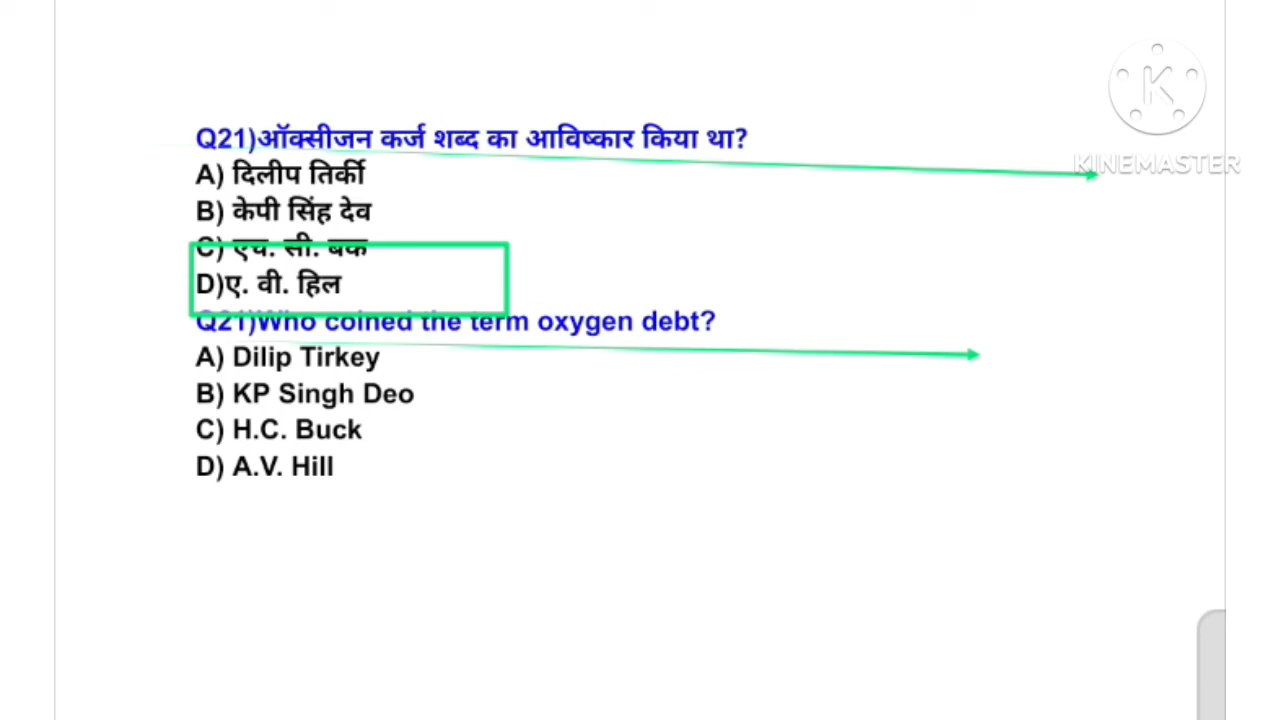 Q21)ऑक्सीजन कर्ज शब्द का आविष्कार किया था?
A) दिलीप तिर्की
B) केपी सिंह देव
C) एच. सी. बक
D)ए. वी. हिल
Q21)Who coined the term oxygen debt?
A) Dilip Tirkey
B) KP Singh Deo
C) H.C. Buck
D) A.V. Hill
K
KINEMASTER